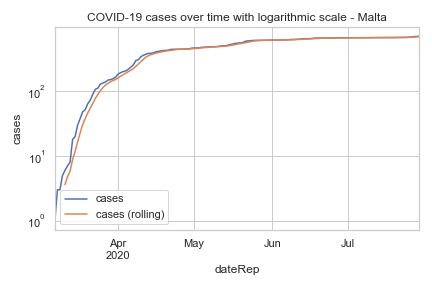 COVID-19 cases over time with logarithmic scale - Malta
cases
10²
10¹
10⁰
cases
cases (rolling)
Apr
2020
May
Jun
Jul
dateRep